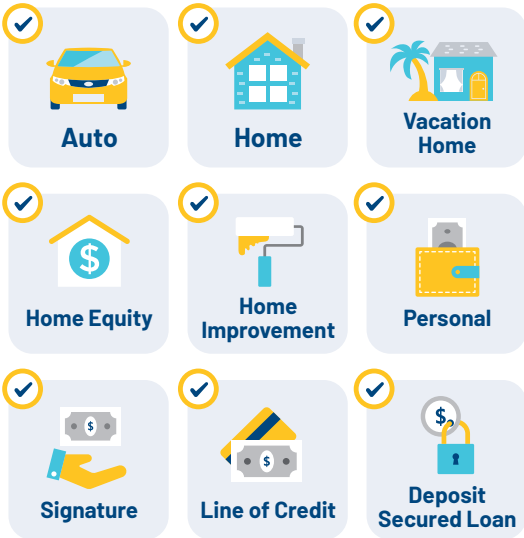 Auto
Home
Vacation
Home
$
Home Equity
Home
Improvement
Personal
$
Signature
$
Line of Credit
$
Deposit
Secured Loan